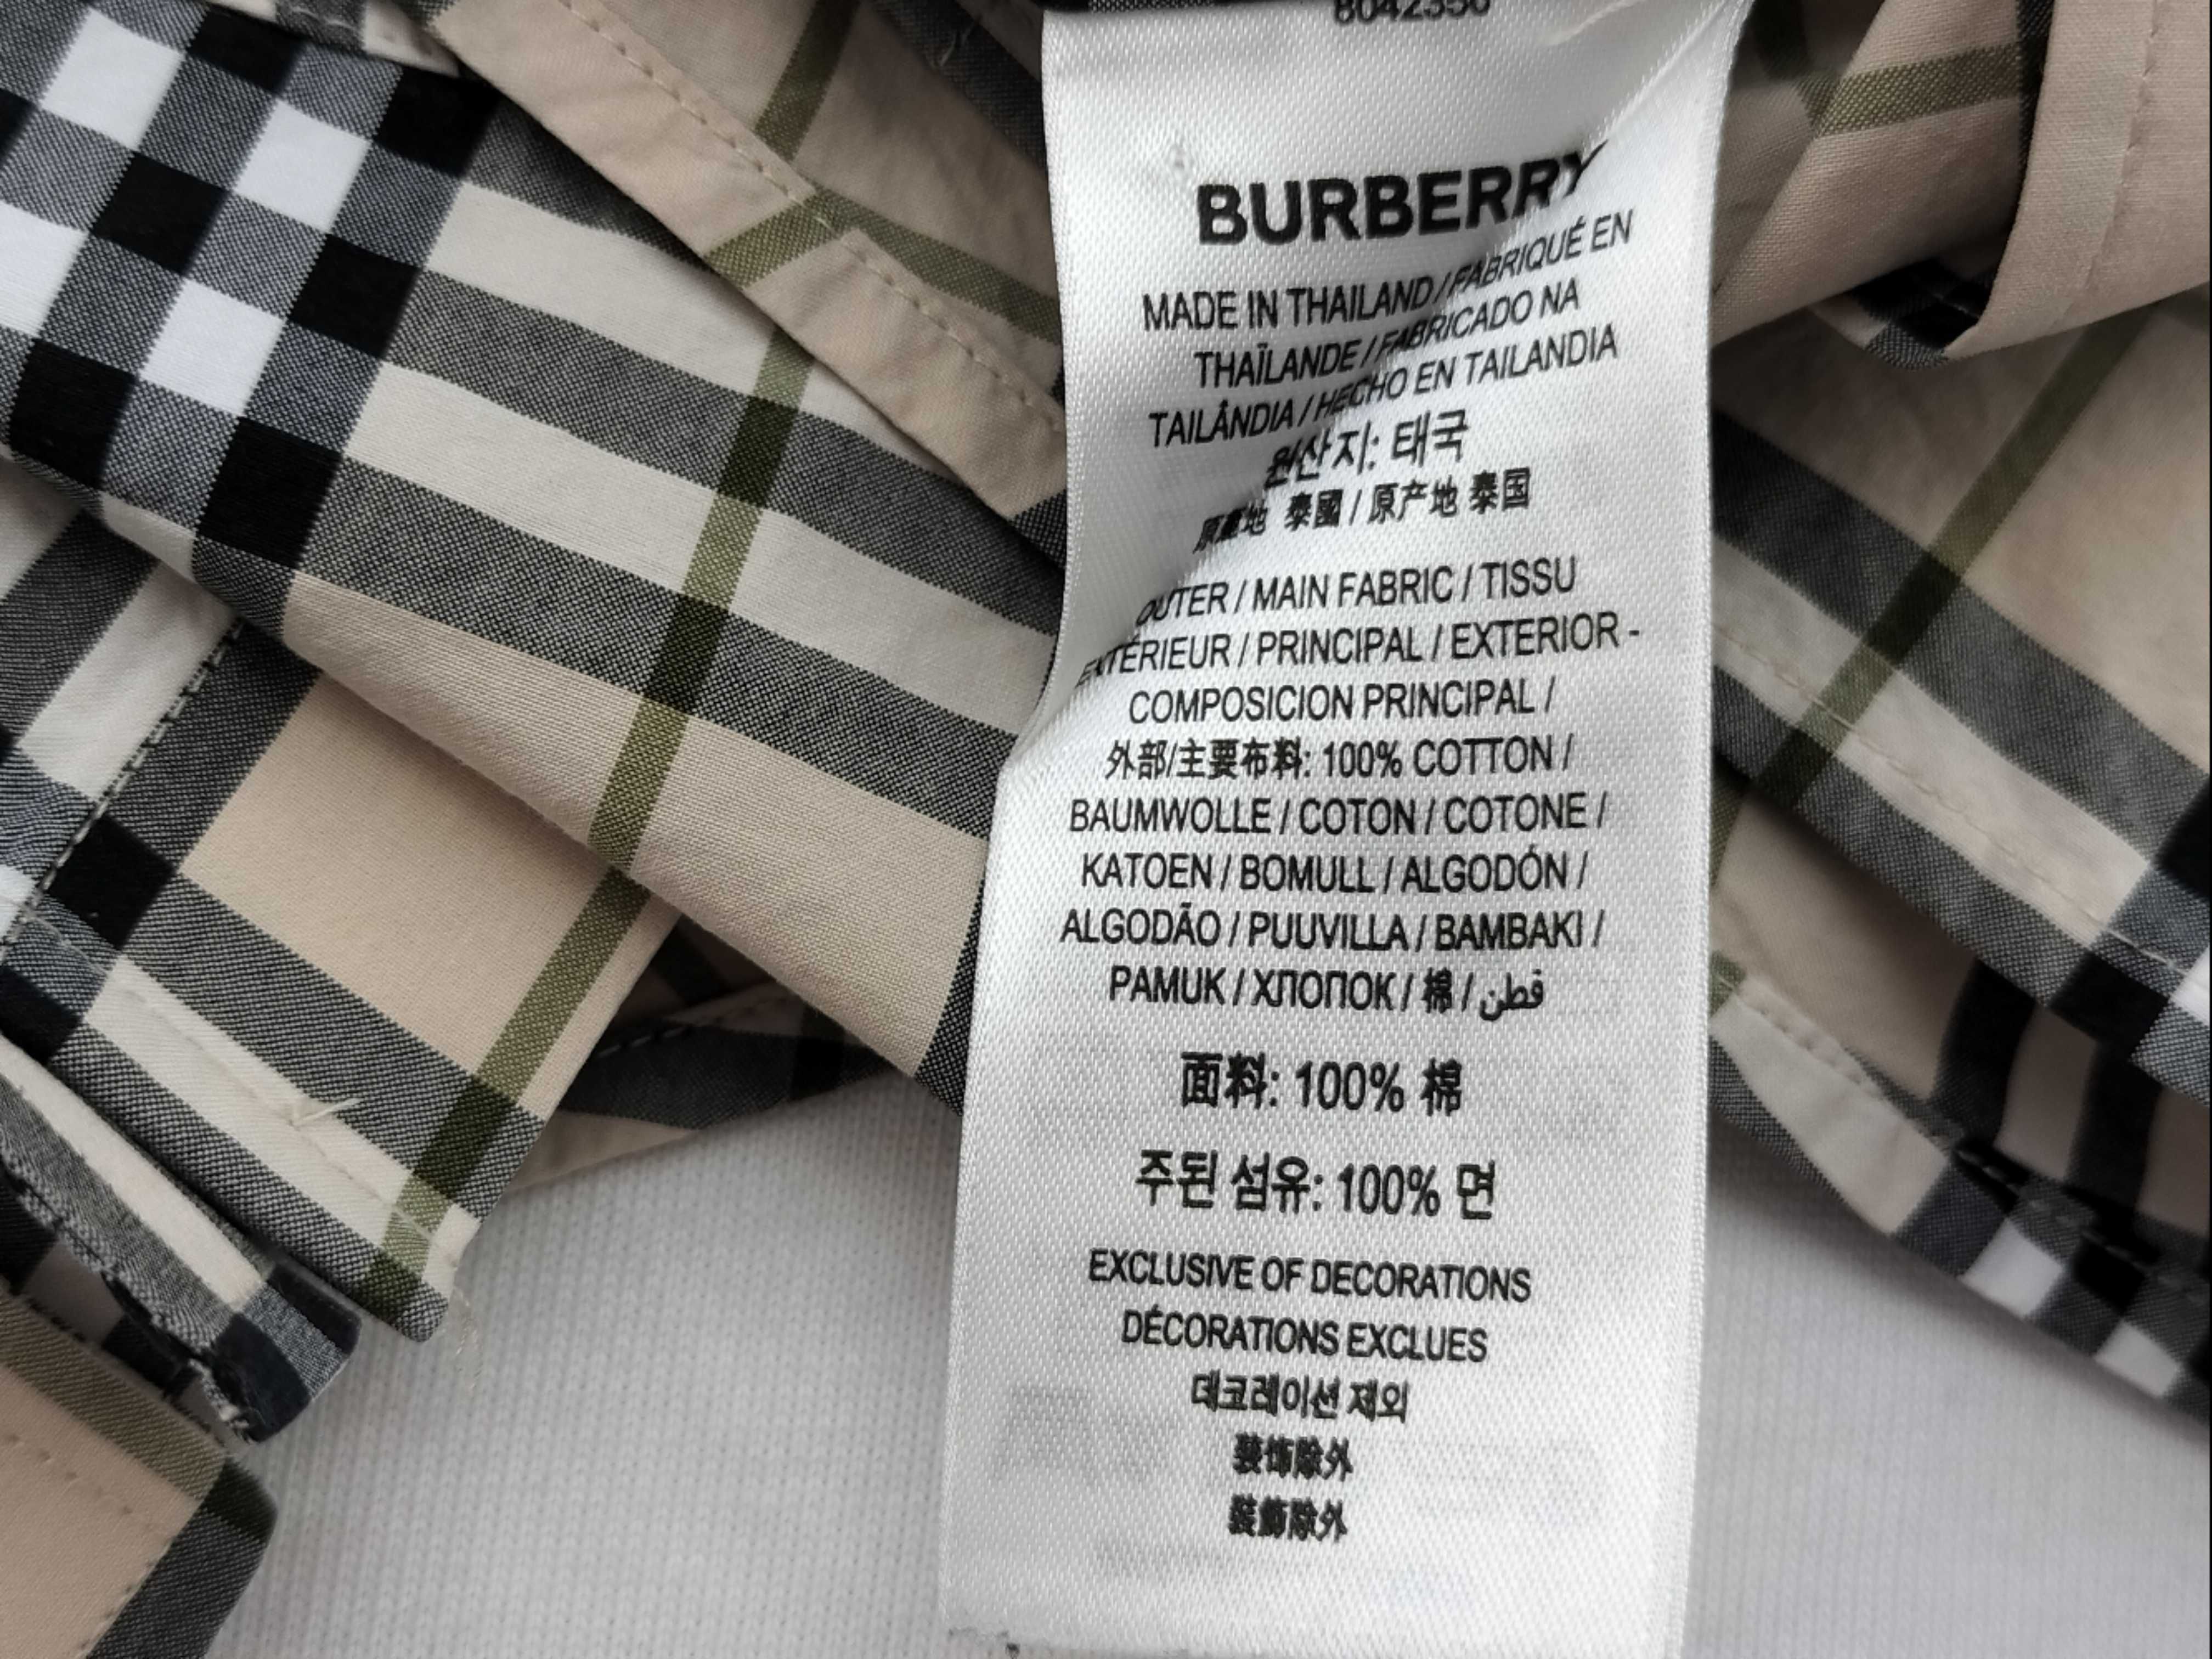 8042350
BURBERRY
MADE IN THAILAND / FABRIQUÉ EN
THAÏLANDE / FABRICADO NA
TAILÂNDIA / HECHO EN TAILANDIA
원산지: 태국
原產地 泰國 / 原产地 泰国
OUTER / MAIN FABRIC / TISSU
EXTÉRIEUR / PRINCIPAL / EXTERIOR -
COMPOSICION PRINCIPAL /
外部/主要布料: 100% COTTON /
BAUMWOLLE / COTON / COTONE /
KATOEN / BOMULL / ALGODÓN /
ALGODÃO / PUUVILLA / BAMBAKI /
PAMUK / ХЛОПОК / 棉 / قطن
面料: 100% 棉
주된 섬유: 100% 면
EXCLUSIVE OF DECORATIONS
DÉCORATIONS EXCLUES
데코레이션 제외
装饰除外
裝飾除外